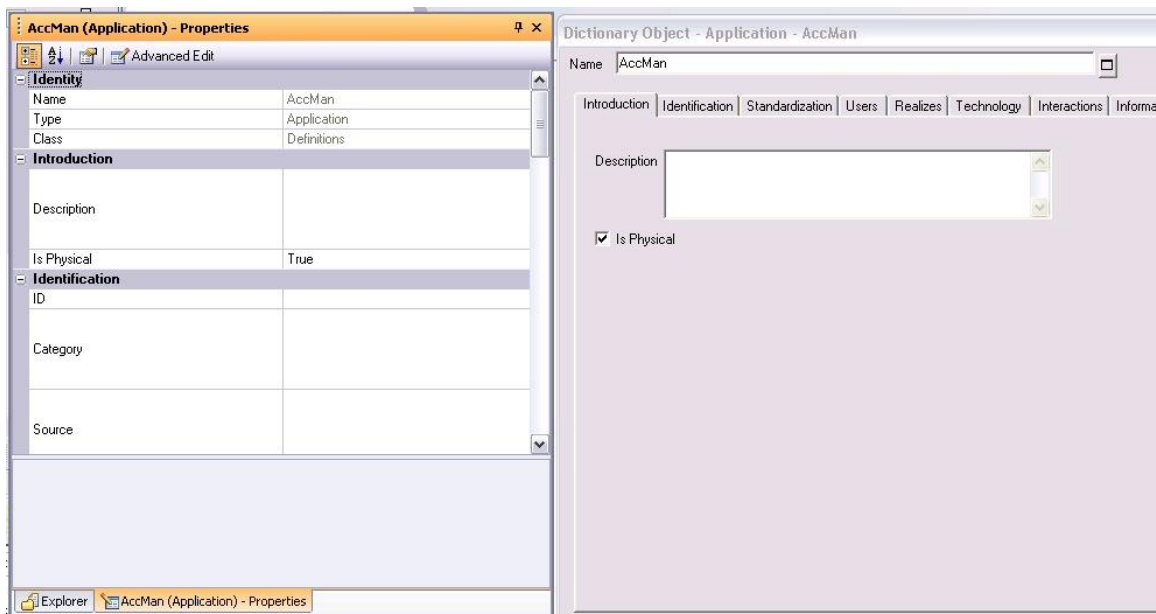 AccMan (Application) - Properties
Advanced Edit
Identity
Name AccMan
Type Application
Class Definitions
Introduction
Description
Is Physical True
Identification
ID
Category
Source
Explorer AccMan (Application) - Properties
Dictionary Object - Application - AccMan
Name AccMan
Introduction Identification Standardization Users Realizes Technology Interactions Informa
Description
Is Physical